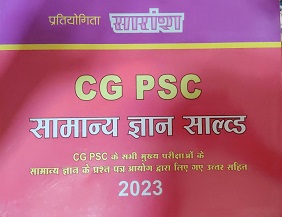 प्रतियोगिता सारांश
CG PSC
सामान्य ज्ञान साल्व्ड
CG PSC के सभी मुख्य परीक्षाओं के
सामान्य ज्ञान के प्रश्न पत्र आयोग द्वारा लिए गए उत्तर सहित
2023